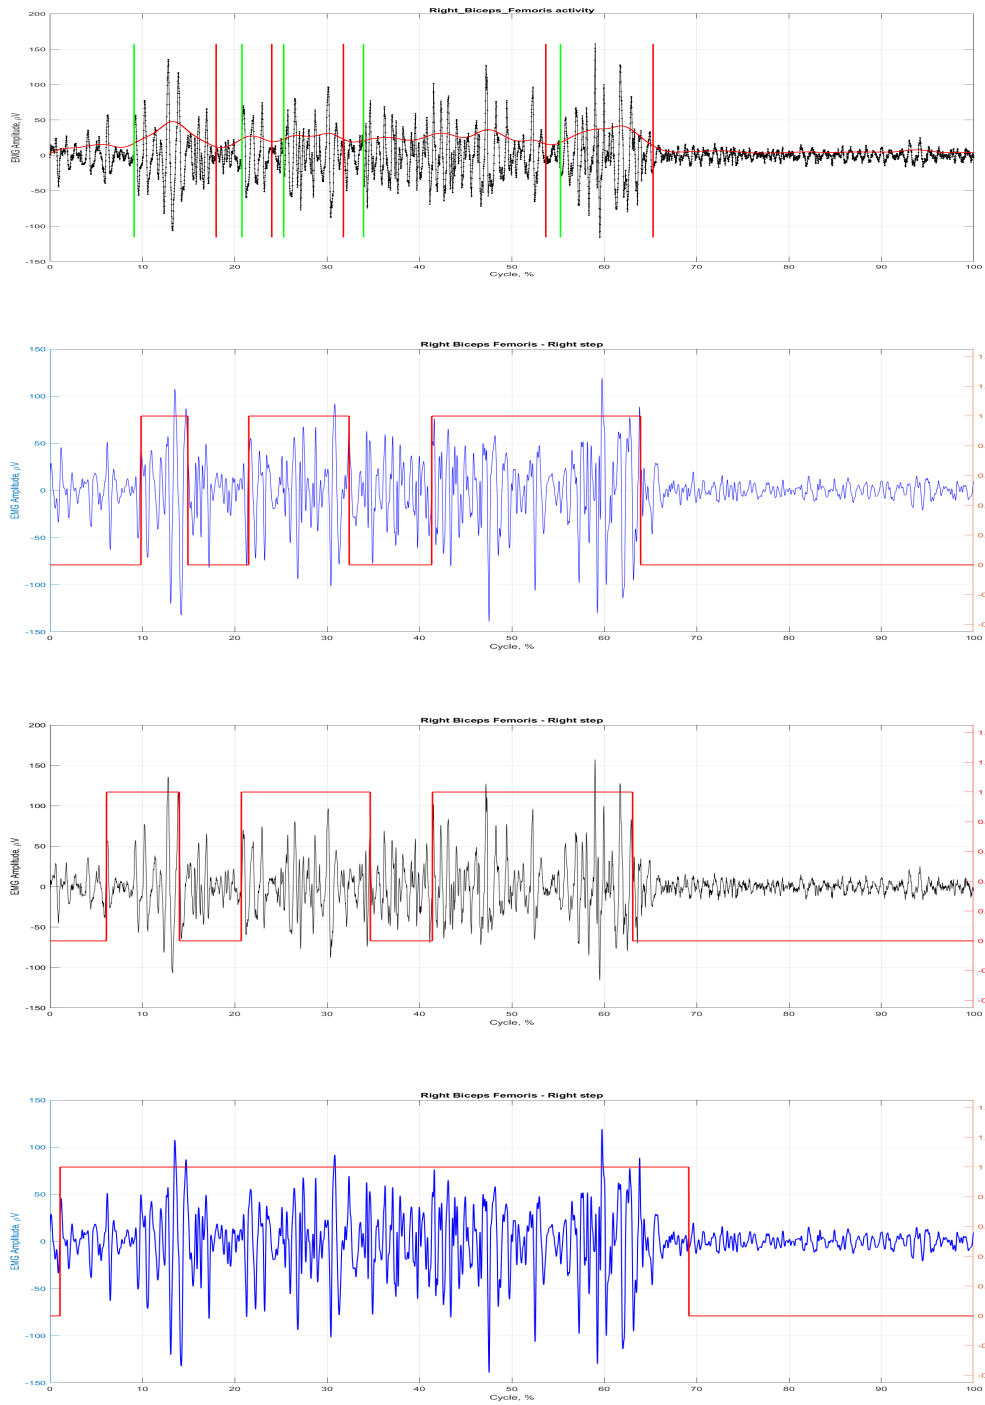 Right_Biceps_Femoris activity
200
150
100
50
0
-50
-100
-150
EMG Amplitude, μV
0 10 20 30 40 50 60 70 80 90 100
Cycle, %
Right Biceps Femoris - Right step
150
100
50
0
-50
-100
-150
EMG Amplitude, μV
0 10 20 30 40 50 60 70 80 90 100
Cycle, %
Right Biceps Femoris - Right step
200
150
100
50
0
-50
-100
-150
EMG Amplitude, μV
0 10 20 30 40 50 60 70 80 90 100
Cycle, %
Right Biceps Femoris - Right step
150
100
50
0
-50
-100
-150
EMG Amplitude, μV
0 10 20 30 40 50 60 70 80 90 100
Cycle, %